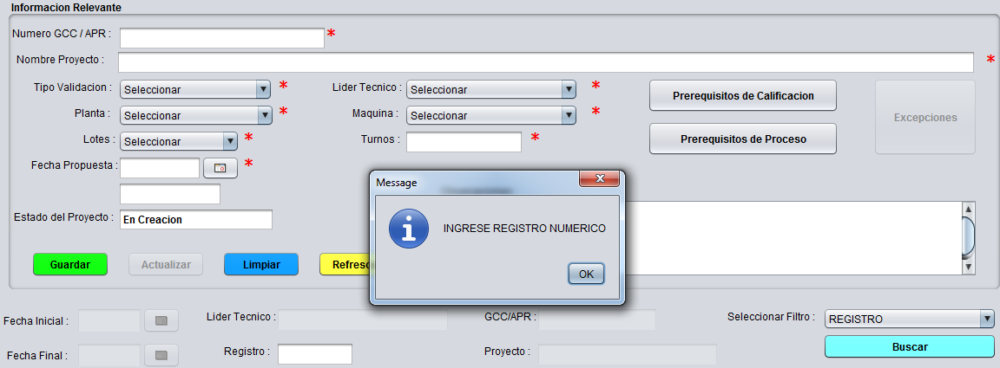 Informacion Relevante
Numero GCC / APR : *
Nombre Proyecto : *
Tipo Validacion : Seleccionar * Lider Tecnico : Seleccionar * Prerequisitos de Calificacion
Planta : Seleccionar * Maquina : Seleccionar * Excepciones
Lotes : Seleccionar * Turnos : * Prerequisitos de Proceso
Fecha Propuesta : *
Message
Estado del Proyecto : En Creacion
INGRESE REGISTRO NUMERICO
Guardar Actualizar Limpiar Refresc
OK
Fecha Inicial : Lider Tecnico : GCC/APR : Seleccionar Filtro : REGISTRO
Fecha Final : Registro : Proyecto : Buscar